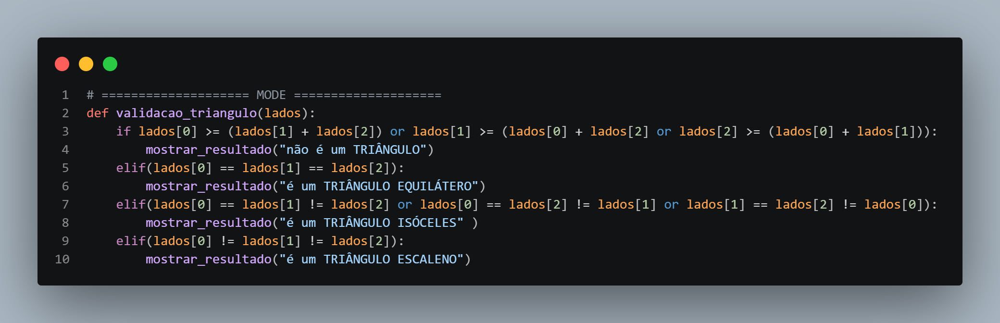 1 # ==================== MODE ====================
2 def validacao_triangulo(lados):
3     if lados[0] >= (lados[1] + lados[2]) or lados[1] >= (lados[0] + lados[2] or lados[2] >= (lados[0] + lados[1])):
4         mostrar_resultado("não é um TRIÂNGULO")
5     elif(lados[0] == lados[1] == lados[2]):
6         mostrar_resultado("é um TRIÂNGULO EQUILÁTERO")
7     elif(lados[0] == lados[1] != lados[2] or lados[0] == lados[2] != lados[1] or lados[1] == lados[2] != lados[0]):
8         mostrar_resultado("é um TRIÂNGULO ISÓCELES" )
9     elif(lados[0] != lados[1] != lados[2]):
10         mostrar_resultado("é um TRIÂNGULO ESCALENO")